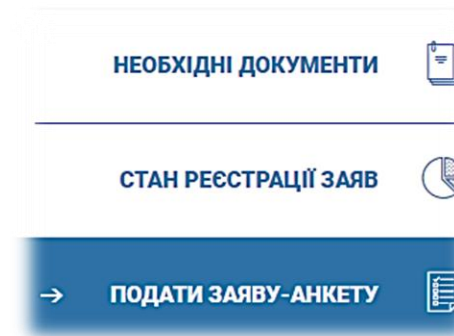 НЕОБХІДНІ ДОКУМЕНТИ
СТАН РЕЄСТРАЦІЇ ЗАЯВ
→ ПОДАТИ ЗАЯВУ-АНКЕТУ